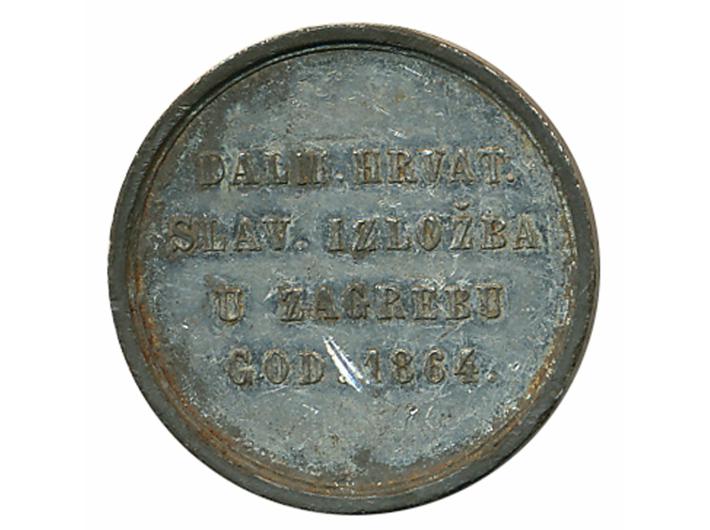 DALM. HRVAT.
SLAV. IZLOŽBA
U ZAGREBU
GOD. 1864.